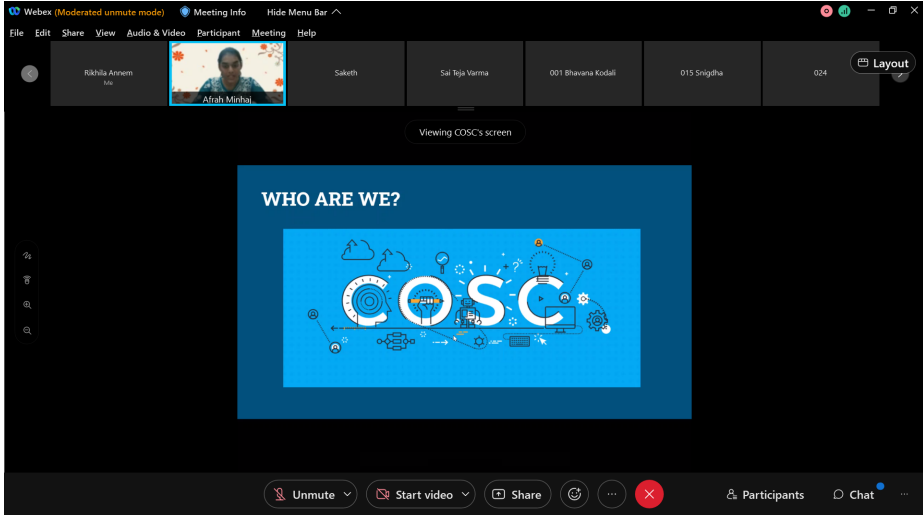 Webex (Moderated unmute mode) Meeting Info Hide Menu Bar
File Edit Share View Audio & Video Participant Meeting Help
Rikhila Annem
Me
Afrah Minhaj
Saketh
Sai Teja Varma
001 Bhavana Kodali
015 Snigdha
024
Layout
Viewing COSC's screen
WHO ARE WE?
COSC
Unmute Start video Share Participants Chat